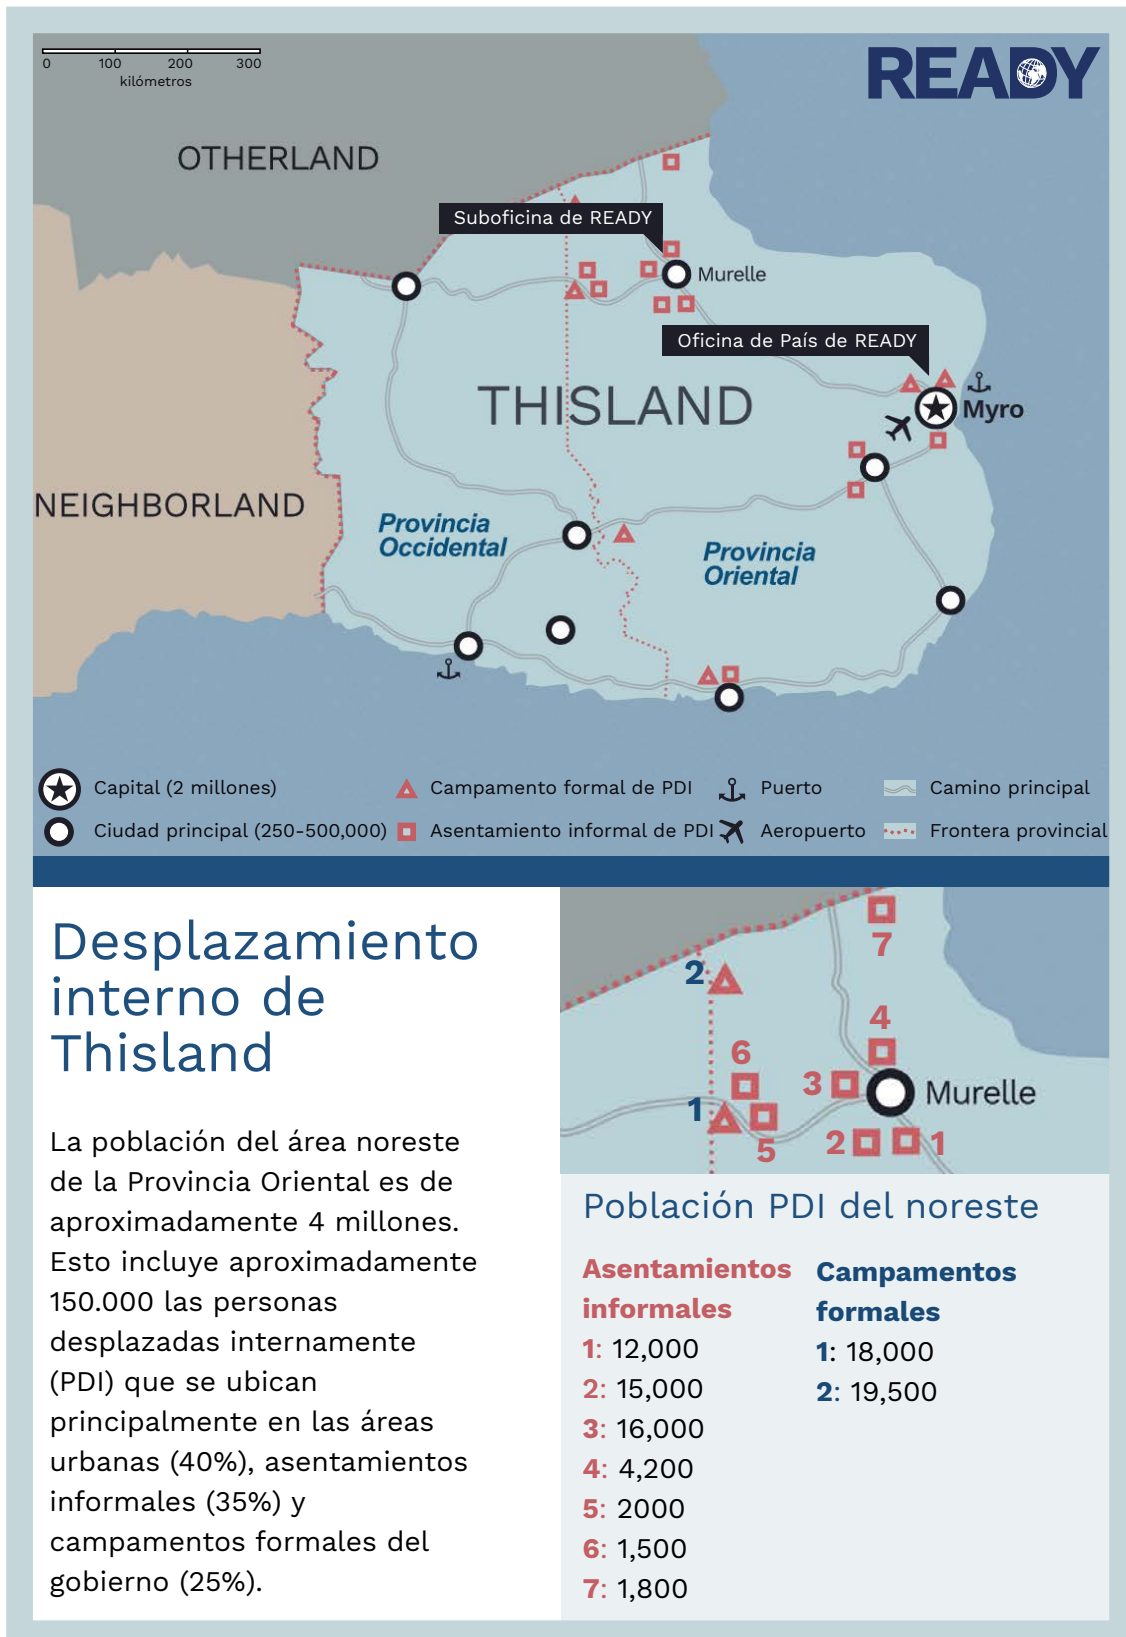 0 100 200 300
kilómetros
READY
OTHERLAND
Suboficina de READY
Murelle
Oficina de País de READY
THISLAND
Myro
NEIGHBORLAND
Provincia
Occidental
Provincia
Oriental
Capital (2 millones)
Campamento formal de PDI
Puerto
Camino principal
Ciudad principal (250-500,000)
Asentamiento informal de PDI
Aeropuerto
Frontera provincial
Desplazamiento
interno de
Thisland
La población del área noreste
de la Provincia Oriental es de
aproximadamente 4 millones.
Esto incluye aproximadamente
150.000 las personas
desplazadas internamente
(PDI) que se ubican
principalmente en las áreas
urbanas (40%), asentamientos
informales (35%) y
campamentos formales del
gobierno (25%).
7
2
4
6
3
Murelle
1
5
2
1
Población PDI del noreste
Asentamientos
informales
1: 12,000
2: 15,000
3: 16,000
4: 4,200
5: 2000
6: 1,500
7: 1,800
Campamentos
formales
1: 18,000
2: 19,500